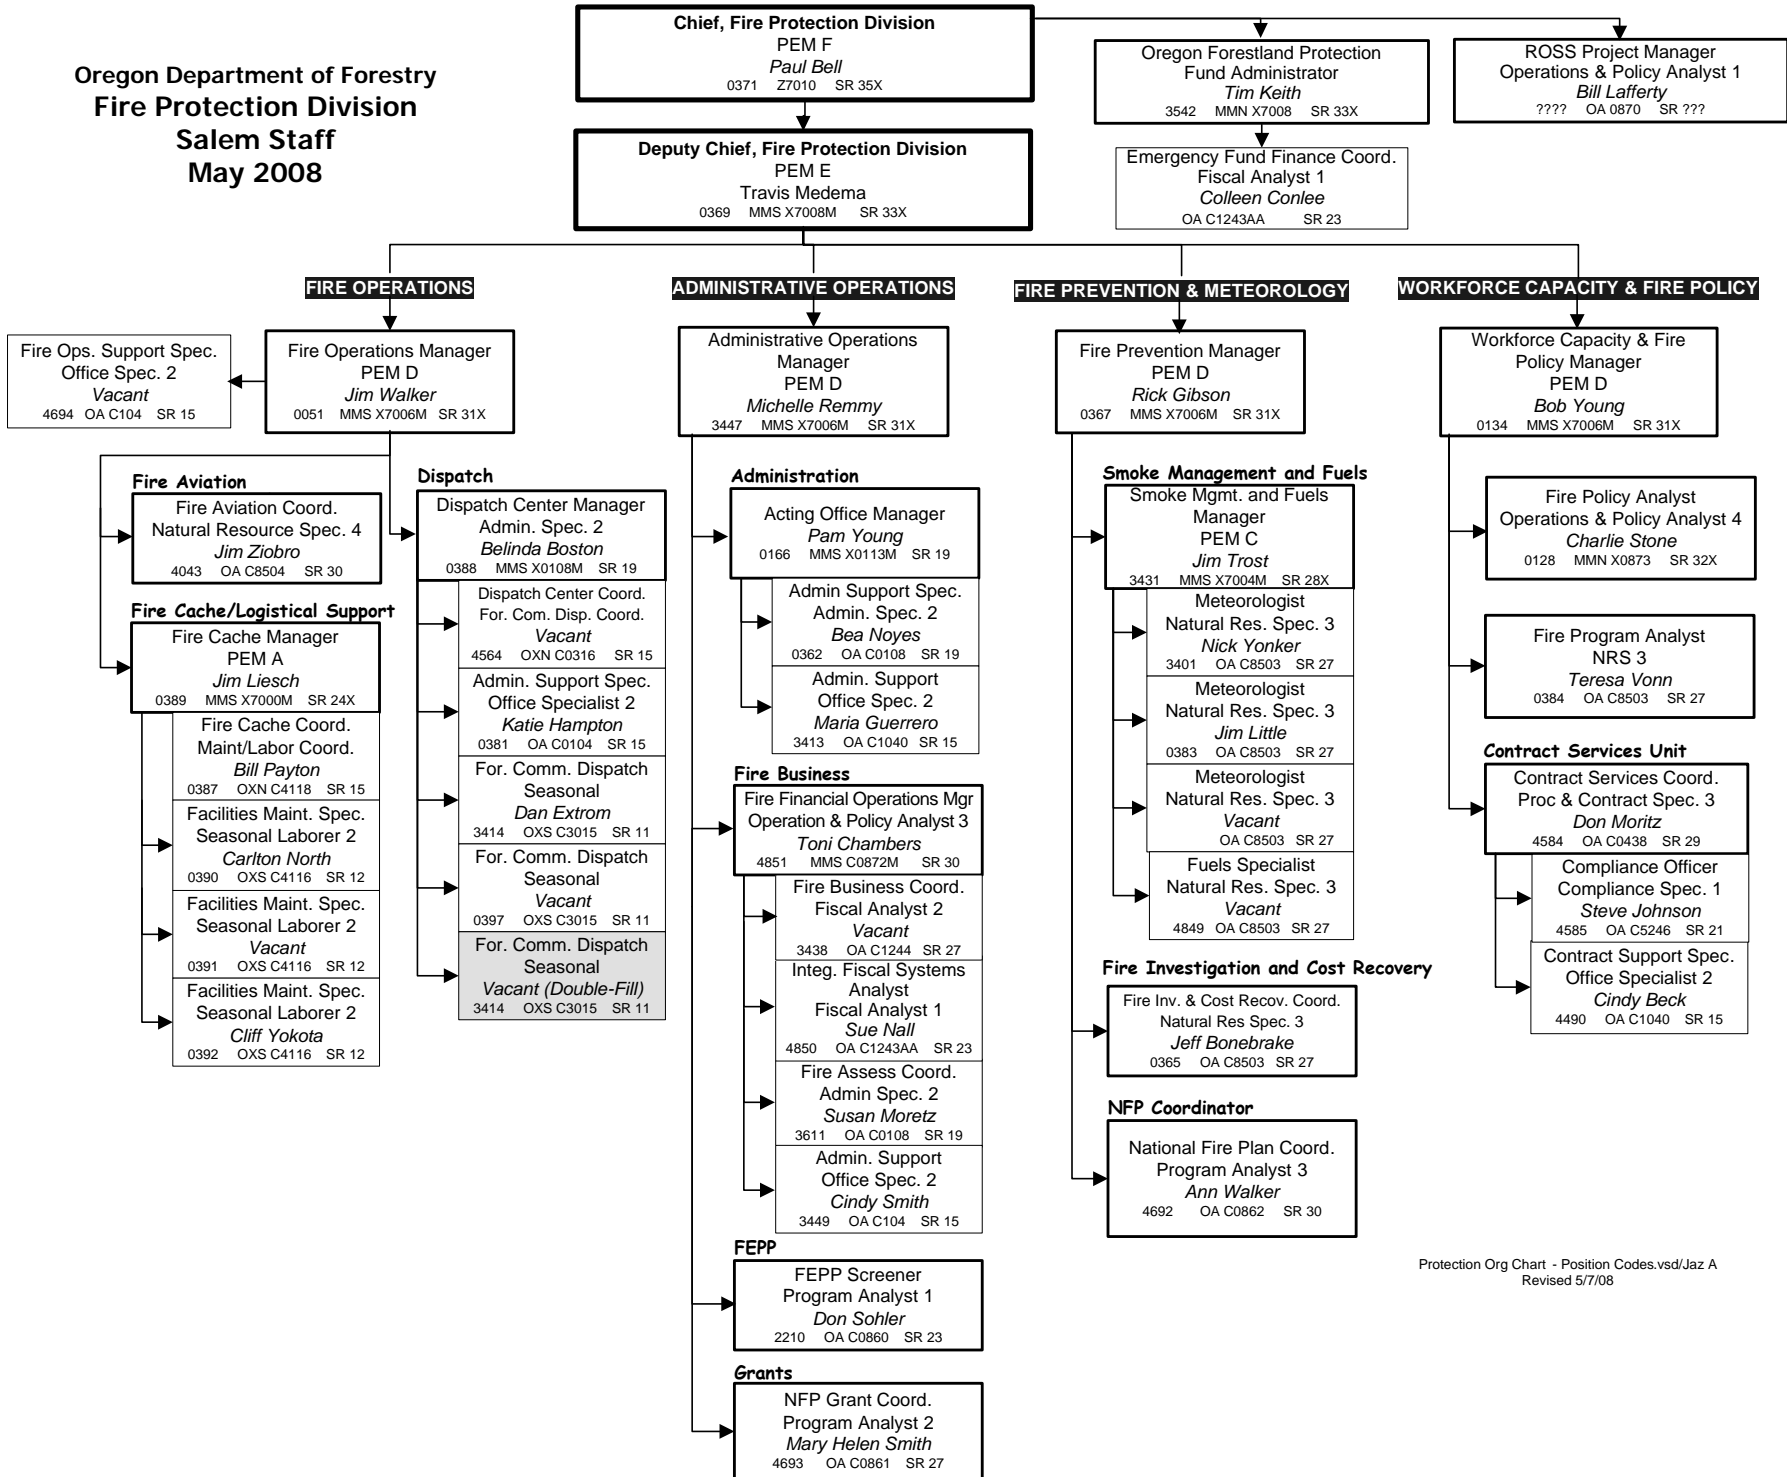 Oregon Department of Forestry
Fire Protection Division
Salem Staff
May 2008
Chief, Fire Protection Division
PEM F
Paul Bell
0371 Z7010 SR 35X
Oregon Forestland Protection
Fund Administrator
Tim Keith
3542 MMN X7008 SR 33X
ROSS Project Manager
Operations & Policy Analyst 1
Bill Lafferty
???? OA 0870 SR ???
Deputy Chief, Fire Protection Division
PEM E
Travis Medema
0369 MMS X7008M SR 33X
Emergency Fund Finance Coord.
Fiscal Analyst 1
Colleen Conlee
OA C1243AA SR 23
FIRE OPERATIONS
Fire Ops. Support Spec.
Office Spec. 2
Vacant
4694 OA C104 SR 15
Fire Operations Manager
PEM D
Jim Walker
0051 MMS X7006M SR 31X
Fire Aviation
Fire Aviation Coord.
Natural Resource Spec. 4
Jim Ziobro
4043 OA C8504 SR 30
Fire Cache/Logistical Support
Fire Cache Manager
PEM A
Jim Liesch
0389 MMS X7000M SR 24X
Fire Cache Coord.
Maint/Labor Coord.
Bill Payton
0387 OXN C4118 SR 15
Facilities Maint. Spec.
Seasonal Laborer 2
Carlton North
0390 OXS C4116 SR 12
Facilities Maint. Spec.
Seasonal Laborer 2
Vacant
0391 OXS C4116 SR 12
Facilities Maint. Spec.
Seasonal Laborer 2
Cliff Yokota
0392 OXS C4116 SR 12
Dispatch
Dispatch Center Manager
Admin. Spec. 2
Belinda Boston
0388 MMS X0108M SR 19
Dispatch Center Coord.
For. Com. Disp. Coord.
Vacant
4564 OXN C0316 SR 15
Admin. Support Spec.
Office Specialist 2
Katie Hampton
0381 OA C0104 SR 15
For. Comm. Dispatch
Seasonal
Dan Extrom
3414 OXS C3015 SR 11
For. Comm. Dispatch
Seasonal
Vacant
0397 OXS C3015 SR 11
For. Comm. Dispatch
Seasonal
Vacant (Double-Fill)
3414 OXS C3015 SR 11
ADMINISTRATIVE OPERATIONS
Administrative Operations
Manager
PEM D
Michelle Remmy
3447 MMS X7006M SR 31X
Administration
Acting Office Manager
Pam Young
0166 MMS X0113M SR 19
Admin Support Spec.
Admin. Spec. 2
Bea Noyes
0362 OA C0108 SR 19
Admin. Support
Office Spec. 2
Maria Guerrero
3413 OA C1040 SR 15
Fire Business
Fire Financial Operations Mgr
Operation & Policy Analyst 3
Toni Chambers
4851 MMS C0872M SR 30
Fire Business Coord.
Fiscal Analyst 2
Vacant
3438 OA C1244 SR 27
Integ. Fiscal Systems
Analyst
Fiscal Analyst 1
Sue Nall
4850 OA C1243AA SR 23
Fire Assess Coord.
Admin Spec. 2
Susan Moretz
3611 OA C0108 SR 19
Admin. Support
Office Spec. 2
Cindy Smith
3449 OA C104 SR 15
FEPP
FEPP Screener
Program Analyst 1
Don Sohler
2210 OA C0860 SR 23
Grants
NFP Grant Coord.
Program Analyst 2
Mary Helen Smith
4693 OA C0861 SR 27
FIRE PREVENTION & METEOROLOGY
Fire Prevention Manager
PEM D
Rick Gibson
0367 MMS X7006M SR 31X
Smoke Management and Fuels
Smoke Mgmt. and Fuels
Manager
PEM C
Jim Trost
3431 MMS X7004M SR 28X
Meteorologist
Natural Res. Spec. 3
Nick Yonker
3401 OA C8503 SR 27
Meteorologist
Natural Res. Spec. 3
Jim Little
0383 OA C8503 SR 27
Meteorologist
Natural Res. Spec. 3
Vacant
OA C8503 SR 27
Fuels Specialist
Natural Res. Spec. 3
Vacant
4849 OA C8503 SR 27
Fire Investigation and Cost Recovery
Fire Inv. & Cost Recov. Coord.
Natural Res Spec. 3
Jeff Bonebrake
0365 OA C8503 SR 27
NFP Coordinator
National Fire Plan Coord.
Program Analyst 3
Ann Walker
4692 OA C0862 SR 30
WORKFORCE CAPACITY & FIRE POLICY
Workforce Capacity & Fire
Policy Manager
PEM D
Bob Young
0134 MMS X7006M SR 31X
Fire Policy Analyst
Operations & Policy Analyst 4
Charlie Stone
0128 MMN X0873 SR 32X
Fire Program Analyst
NRS 3
Teresa Vonn
0384 OA C8503 SR 27
Contract Services Unit
Contract Services Coord.
Proc & Contract Spec. 3
Don Moritz
4584 OA C0438 SR 29
Compliance Officer
Compliance Spec. 1
Steve Johnson
4585 OA C5246 SR 21
Contract Support Spec.
Office Specialist 2
Cindy Beck
4490 OA C1040 SR 15
Protection Org Chart - Position Codes.vsd/Jaz A
Revised 5/7/08